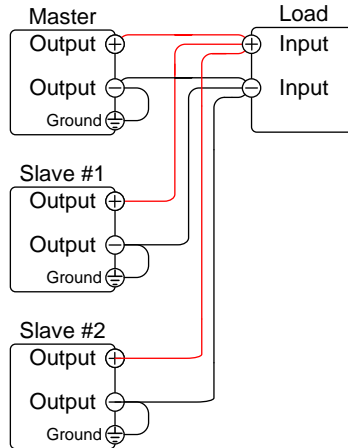 Master
Output +
Output −
Ground
Load
+ Input
− Input
Slave #1
Output +
Output −
Ground
Slave #2
Output +
Output −
Ground